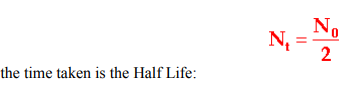 Nₜ = N₀/2
the time taken is the Half Life: